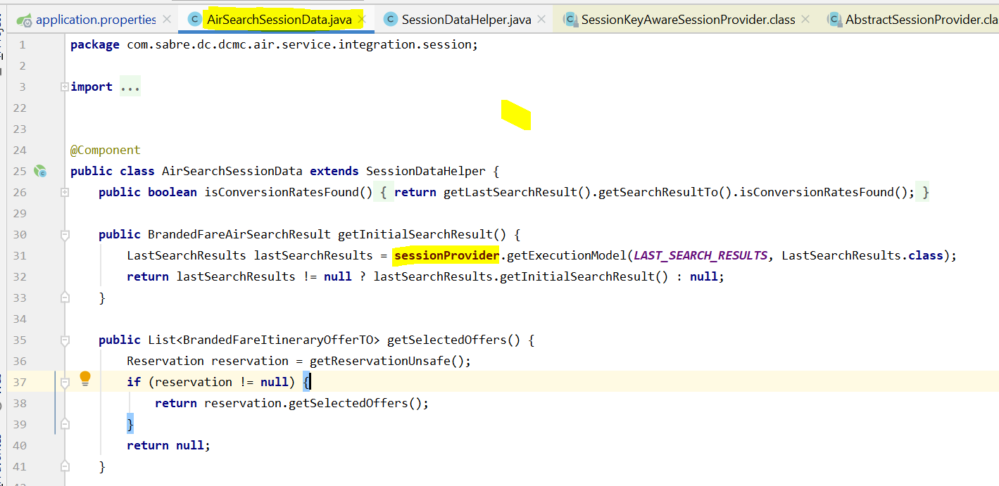 application.properties AirSearchSessionData.java SessionDataHelper.java SessionKeyAwareSessionProvider.class AbstractSessionProvider.cla
1 package com.sabre.dc.dcmc.air.service.integration.session;
2
3 import ...
22
23
24 @Component
25 public class AirSearchSessionData extends SessionDataHelper {
26 public boolean isConversionRatesFound() { return getLastSearchResult().getSearchResultTo().isConversionRatesFound(); }
29
30 public BrandedFareAirSearchResult getInitialSearchResult() {
31 LastSearchResults lastSearchResults = sessionProvider.getExecutionModel(LAST_SEARCH_RESULTS, LastSearchResults.class);
32 return lastSearchResults != null ? lastSearchResults.getInitialSearchResult() : null;
33 }
34
35 public List<BrandedFareItineraryOfferTO> getSelectedOffers() {
36 Reservation reservation = getReservationUnsafe();
37 if (reservation != null) {
38 return reservation.getSelectedOffers();
39 }
40 return null;
41 }